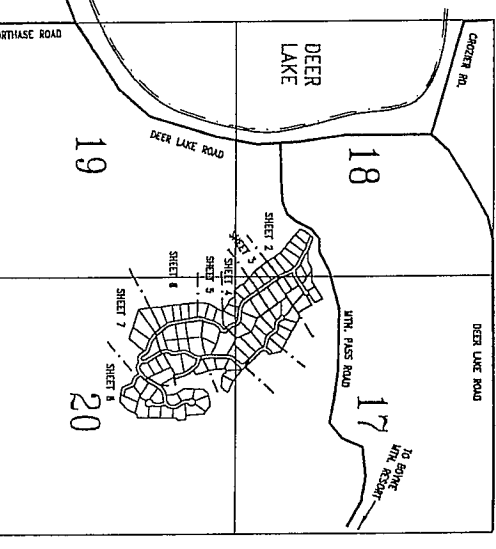 NORTHASE ROAD
DEER
LAKE
CROZIER RD.
DEER LAKE ROAD
19
18
SHEET 2
SHEET 3
SHEET 4
SHEET 5
SHEET 6
SHEET 7
SHEET 8
MTN. PASS ROAD
DEER LAKE ROAD
17
20
TO BOYNE
MTN. RESORT